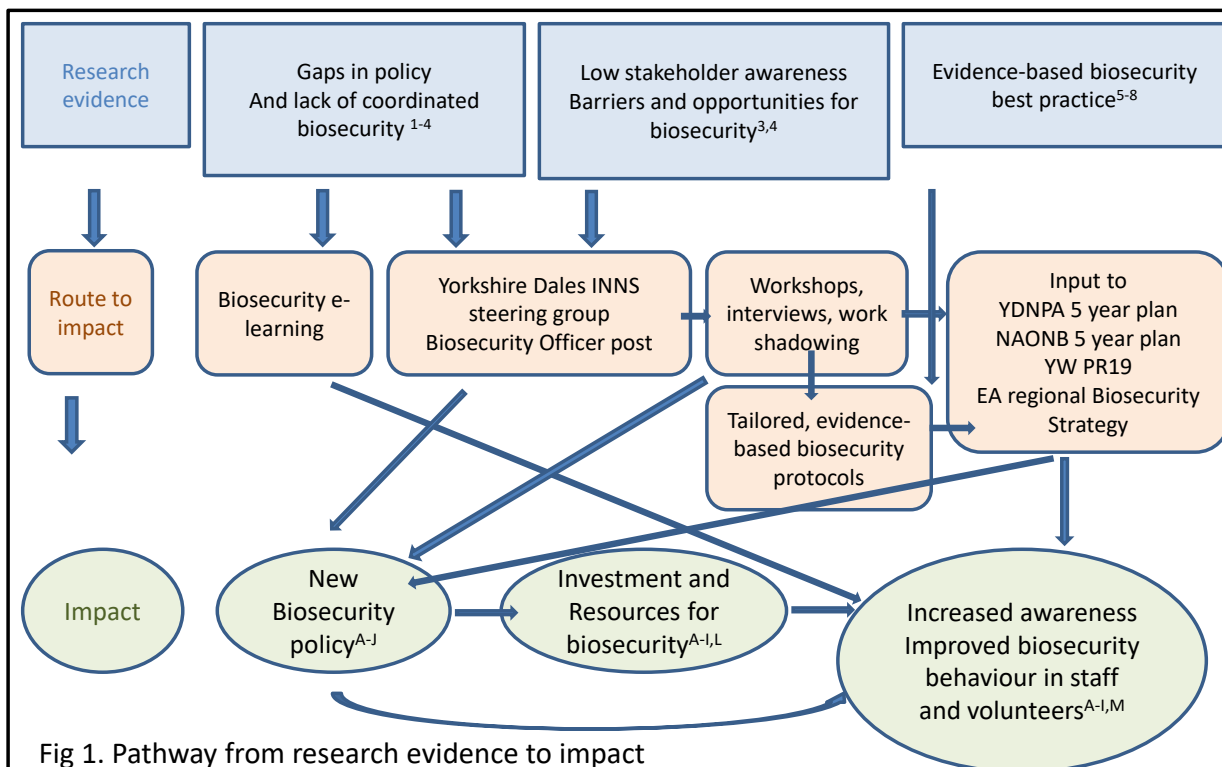 Research
evidence
Gaps in policy
And lack of coordinated
biosecurity 1-4
Low stakeholder awareness
Barriers and opportunities for
biosecurity3,4
Evidence-based biosecurity
best practice5-8
Route to
impact
Biosecurity e-
learning
Yorkshire Dales INNS
steering group
Biosecurity Officer post
Workshops,
interviews, work
shadowing
Tailored, evidence-
based biosecurity
protocols
Input to
YDNPA 5 year plan
NAONB 5 year plan
YW PR19
EA regional Biosecurity
Strategy
Impact
New
Biosecurity
policyA-J
Investment and
Resources for
biosecurityA-I,L
Increased awareness
Improved biosecurity
behaviour in staff
and volunteersA-I,M
Fig 1. Pathway from research evidence to impact